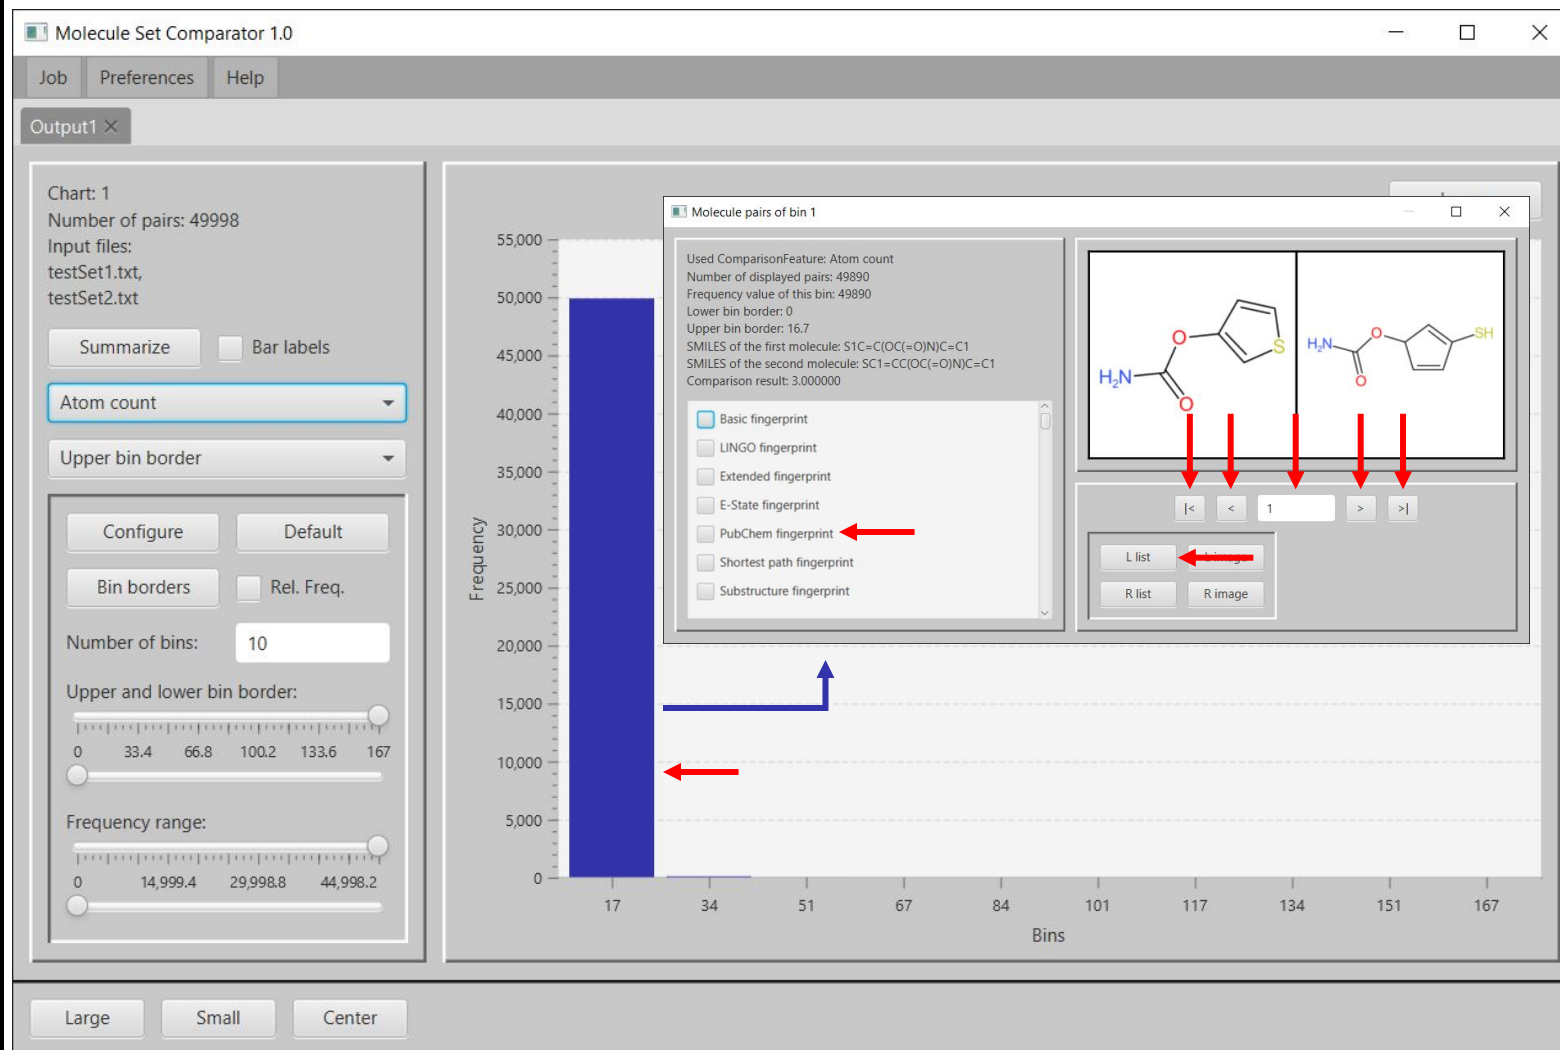 Molecule Set Comparator 1.0
Job Preferences Help
Output1
Chart: 1
Number of pairs: 49998
Input files:
testSet1.txt,
testSet2.txt
Summarize Bar labels
Atom count
Upper bin border
Configure Default
Bin borders Rel. Freq.
Number of bins: 10
Upper and lower bin border:
0 33.4 66.8 100.2 133.6 167
Frequency range:
0 14,999.4 29,998.8 44,998.2
Large Small Center
Frequency
55,000
50,000
45,000
40,000
35,000
30,000
25,000
20,000
15,000
10,000
5,000
0
17 34 51 67 84 101 117 134 151 167
Bins
Molecule pairs of bin 1
Used ComparisonFeature: Atom count
Number of displayed pairs: 49890
Frequency value of this bin: 49890
Lower bin border: 0
Upper bin border: 16.7
SMILES of the first molecule: S1C=C(OC(=O)N)C=C1
SMILES of the second molecule: SC1=CC(OC(=O)N)C=C1
Comparison result: 3.000000
Basic fingerprint
LINGO fingerprint
Extended fingerprint
E-State fingerprint
PubChem fingerprint
Shortest path fingerprint
Substructure fingerprint
O
S
H₂N
O
O
SH
H₂N
O
|< < 1 > >|
L list L image
R list R image